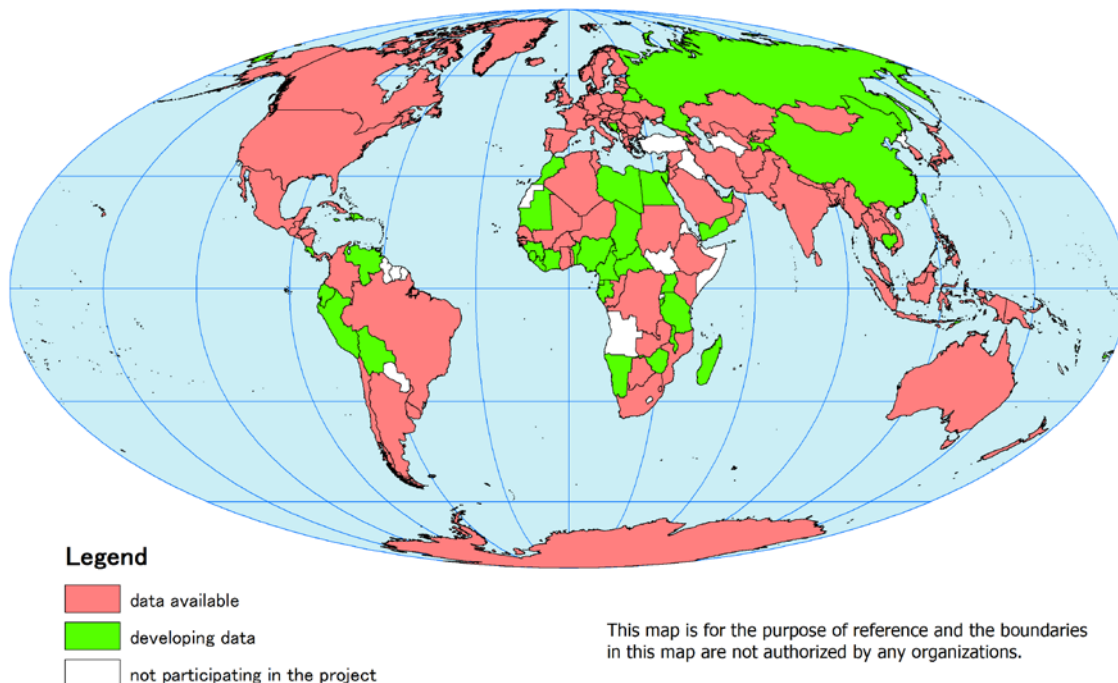 Legend
data available
developing data
not participating in the project
This map is for the purpose of reference and the boundaries
in this map are not authorized by any organizations.